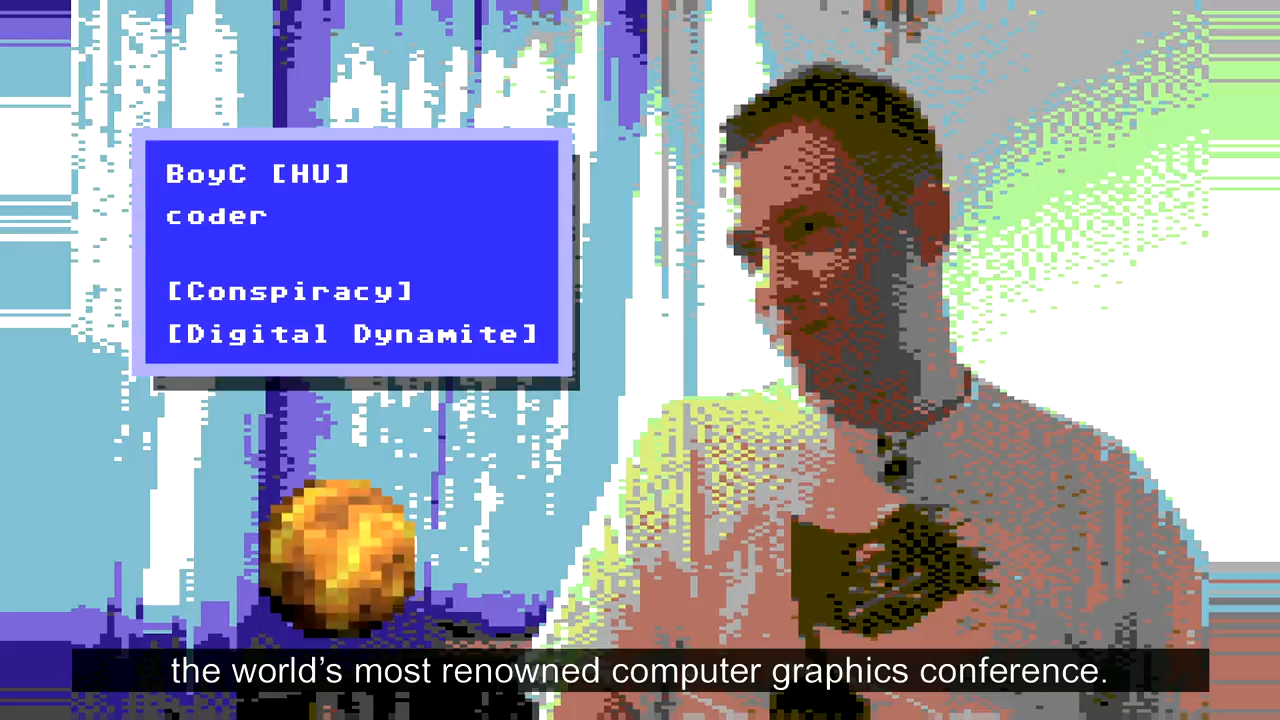 BoyC [HU]
coder
[Conspiracy]
[Digital Dynamite]
the world’s most renowned computer graphics conference.